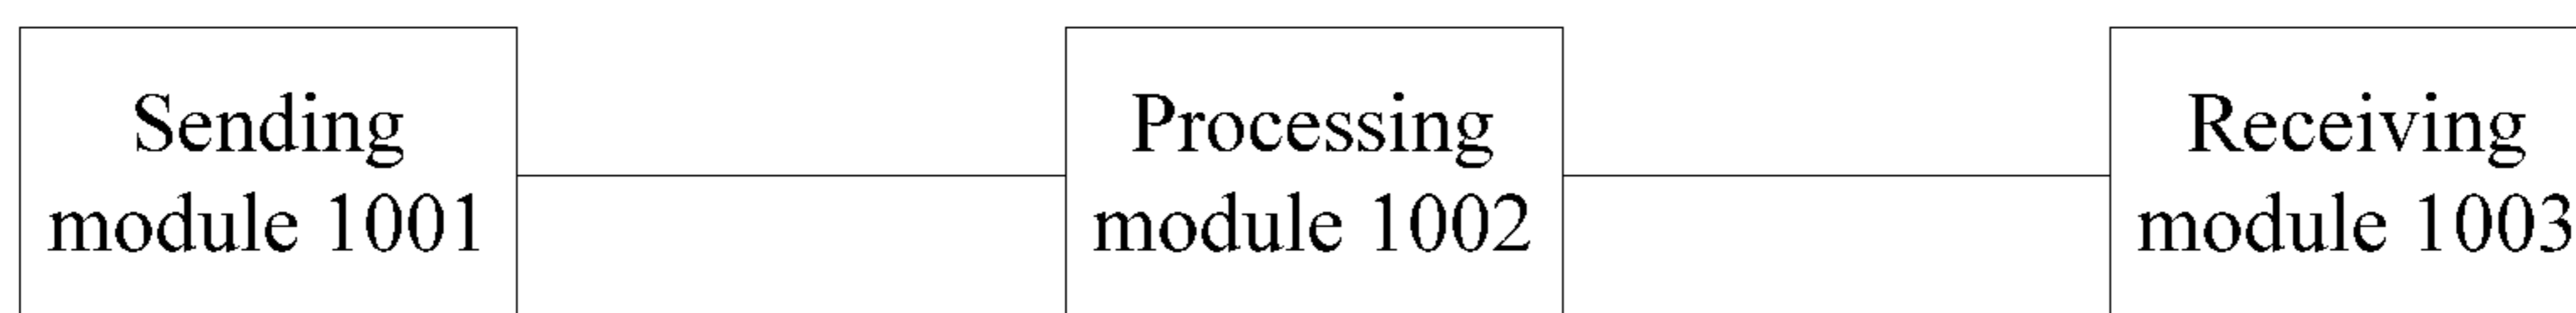 Sending
module 1001
Processing
module 1002
Receiving
module 1003